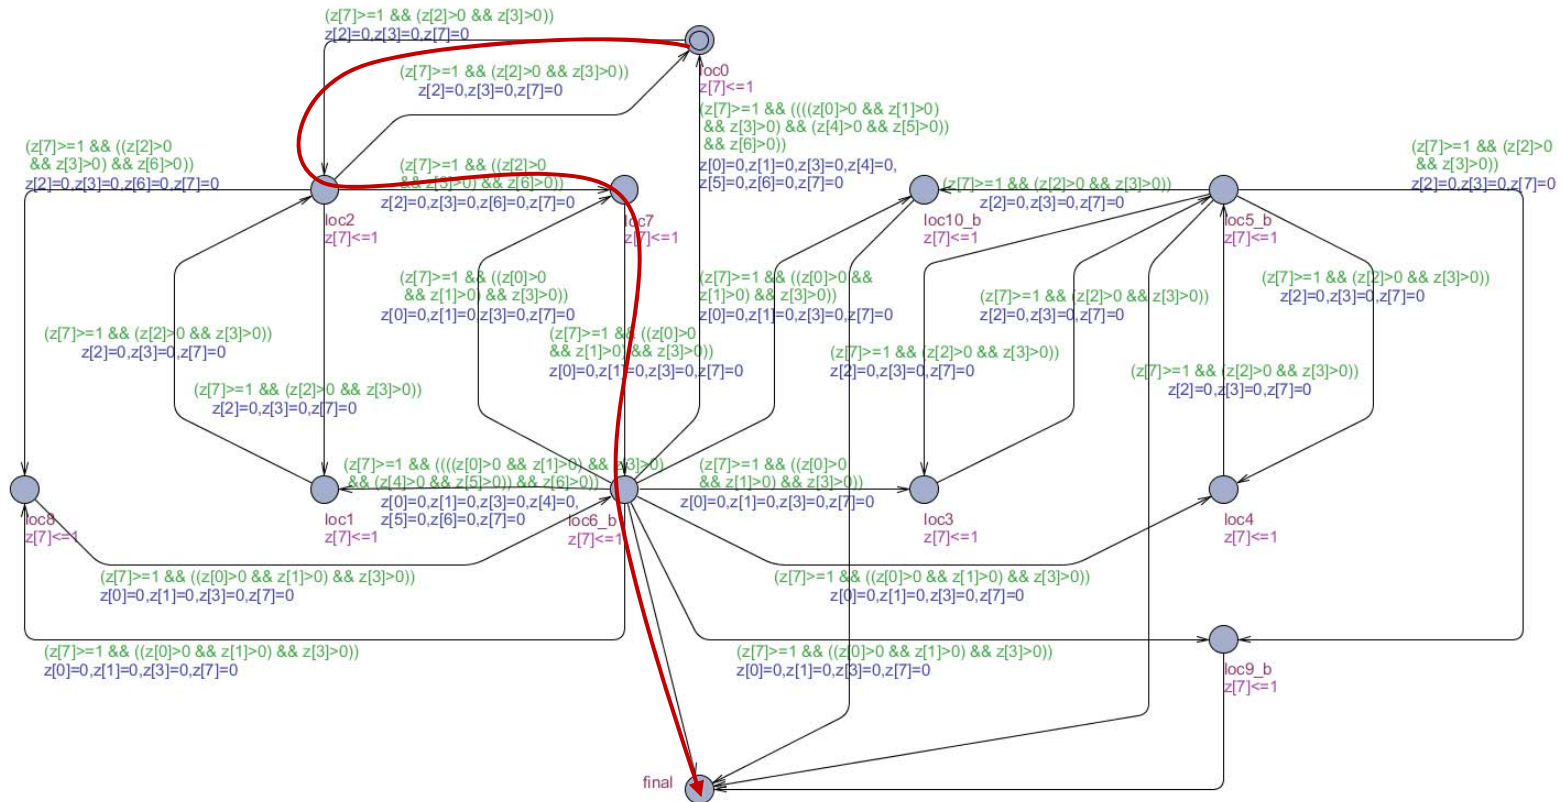 (z[7]>=1 && (z[2]>0 && z[3]>0))
z[2]=0,z[3]=0,z[7]=0
loc0
z[7]<=1
(z[7]>=1 && (z[2]>0 && z[3]>0))
z[2]=0,z[3]=0,z[7]=0
(z[7]>=1 && ((((z[0]>0 && z[1]>0)
&& z[3]>0) && (z[4]>0 && z[5]>0))
&& z[6]>0))
z[0]=0,z[1]=0,z[3]=0,z[4]=0,
z[5]=0,z[6]=0,z[7]=0
(z[7]>=1 && ((z[2]>0
&& z[3]>0) && z[6]>0))
z[2]=0,z[3]=0,z[6]=0,z[7]=0
(z[7]>=1 && ((z[2]>0
&& z[3]>0) && z[6]>0))
z[2]=0,z[3]=0,z[6]=0,z[7]=0
(z[7]>=1 && (z[2]>0 && z[3]>0))
z[2]=0,z[3]=0,z[7]=0
(z[7]>=1 && (z[2]>0
&& z[3]>0))
z[2]=0,z[3]=0,z[7]=0
loc2
z[7]<=1
loc7
z[7]<=1
loc10_b
z[7]<=1
loc5_b
z[7]<=1
(z[7]>=1 && ((z[0]>0
&& z[1]>0) && z[3]>0))
z[0]=0,z[1]=0,z[3]=0,z[7]=0
(z[7]>=1 && ((z[0]>0 &&
z[1]>0) && z[3]>0))
z[0]=0,z[1]=0,z[3]=0,z[7]=0
(z[7]>=1 && (z[2]>0 && z[3]>0))
z[2]=0,z[3]=0,z[7]=0
(z[7]>=1 && (z[2]>0 && z[3]>0))
z[2]=0,z[3]=0,z[7]=0
(z[7]>=1 && (z[2]>0 && z[3]>0))
z[2]=0,z[3]=0,z[7]=0
(z[7]>=1 && ((z[0]>0
&& z[1]>0) && z[3]>0))
z[0]=0,z[1]=0,z[3]=0,z[7]=0
(z[7]>=1 && (z[2]>0 && z[3]>0))
z[2]=0,z[3]=0,z[7]=0
(z[7]>=1 && (z[2]>0 && z[3]>0))
z[2]=0,z[3]=0,z[7]=0
(z[7]>=1 && (z[2]>0 && z[3]>0))
z[2]=0,z[3]=0,z[7]=0
(z[7]>=1 && ((((z[0]>0 && z[1]>0) && z[3]>0)
&& (z[4]>0 && z[5]>0)) && z[6]>0))
z[0]=0,z[1]=0,z[3]=0,z[4]=0,
z[5]=0,z[6]=0,z[7]=0
(z[7]>=1 && ((z[0]>0
&& z[1]>0) && z[3]>0))
z[0]=0,z[1]=0,z[3]=0,z[7]=0
loc8
z[7]<=1
loc1
z[7]<=1
loc6_b
z[7]<=1
loc3
z[7]<=1
loc4
z[7]<=1
(z[7]>=1 && ((z[0]>0 && z[1]>0) && z[3]>0))
z[0]=0,z[1]=0,z[3]=0,z[7]=0
(z[7]>=1 && ((z[0]>0 && z[1]>0) && z[3]>0))
z[0]=0,z[1]=0,z[3]=0,z[7]=0
(z[7]>=1 && ((z[0]>0 && z[1]>0) && z[3]>0))
z[0]=0,z[1]=0,z[3]=0,z[7]=0
(z[7]>=1 && ((z[0]>0 && z[1]>0) && z[3]>0))
z[0]=0,z[1]=0,z[3]=0,z[7]=0
loc9_b
z[7]<=1
final